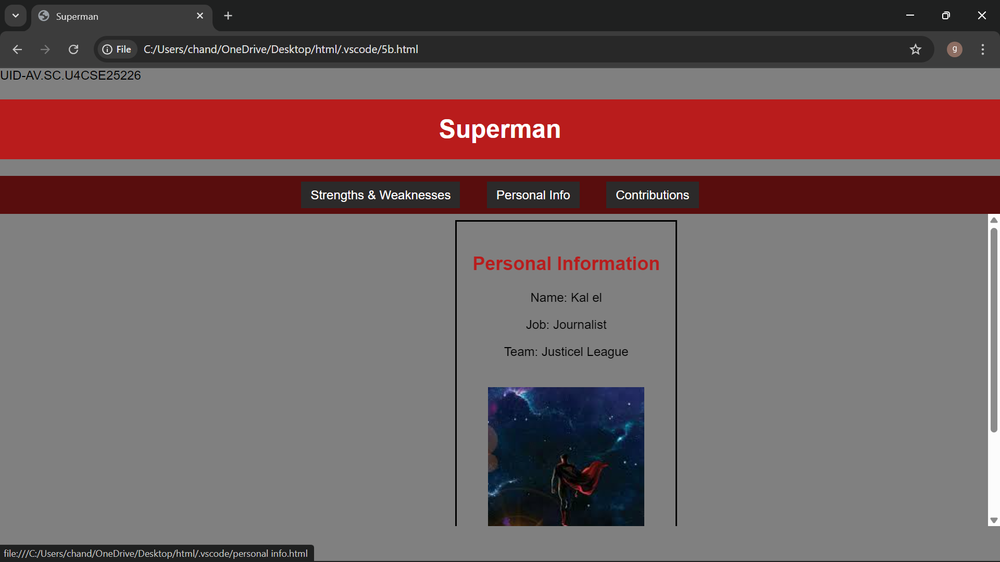 Superman
File C:/Users/chand/OneDrive/Desktop/html/.vscode/5b.html
g
UID-AV.SC.U4CSE25226
Superman
Strengths & Weaknesses Personal Info Contributions
Personal Information
Name: Kal el
Job: Journalist
Team: Justicel League
file:///C:/Users/chand/OneDrive/Desktop/html/.vscode/personal info.html